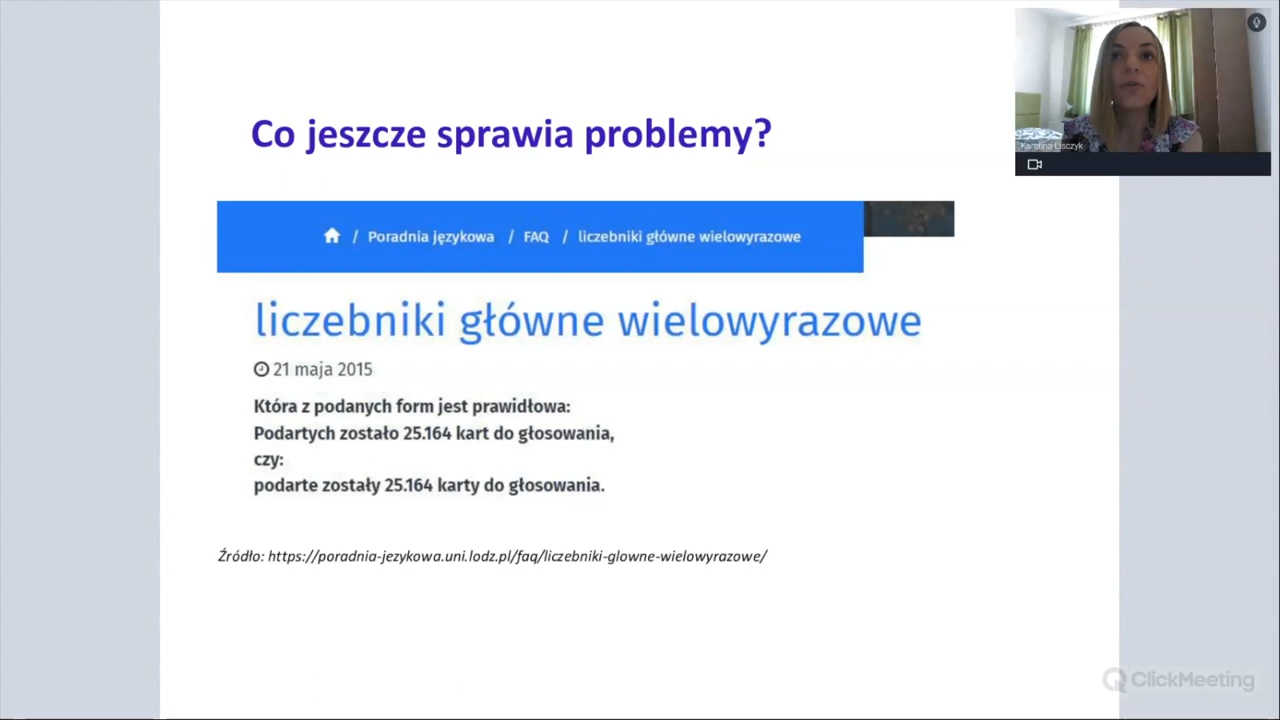 Co jeszcze sprawia problemy?
/ Poradnia językowa / FAQ / liczebniki główne wielowyrazowe
liczebniki główne wielowyrazowe
21 maja 2015
Która z podanych form jest prawidłowa:
Podartych zostało 25.164 kart do głosowania,
czy:
podarte zostały 25.164 karty do głosowania.
Źródło: https://poradnia-jezykowa.uni.lodz.pl/faq/liczebniki-glowne-wielowyrazowe/
Karolina Lisczyk
ClickMeeting